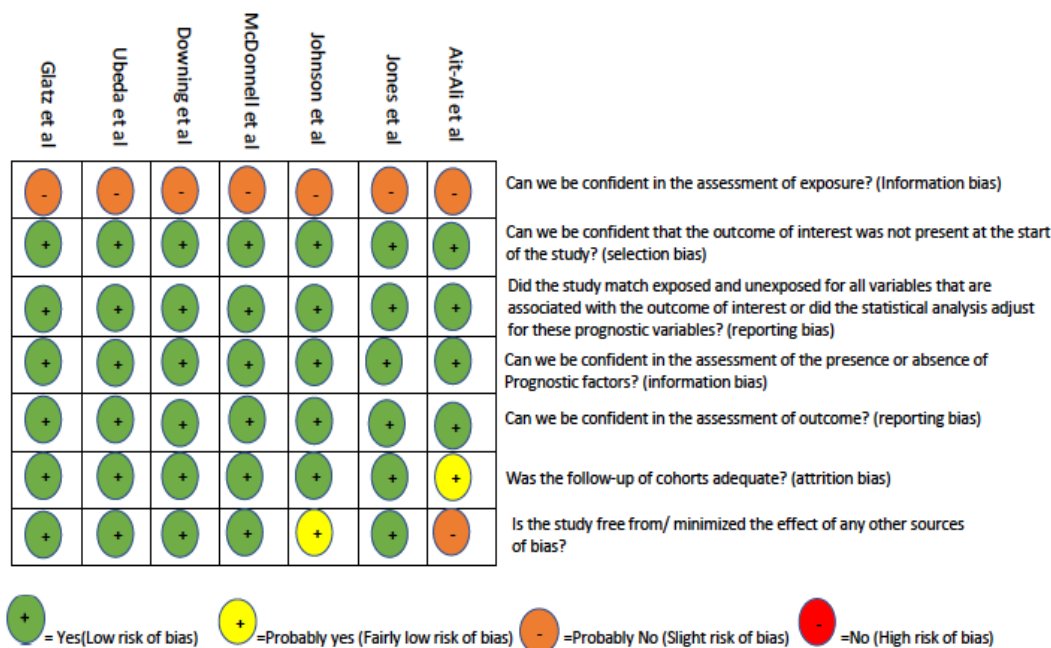 Glatz et al
Ubeda et al
Downing et al
McDonnell et al
Johnson et al
Jones et al
Ait-Ali et al
- - - - - - - Can we be confident in the assessment of exposure? (Information bias)
+ + + + + + + Can we be confident that the outcome of interest was not present at the start
of the study? (selection bias)
+ + + + + + + Did the study match exposed and unexposed for all variables that are
associated with the outcome of interest or did the statistical analysis adjust
for these prognostic variables? (reporting bias)
+ + + + + + + Can we be confident in the assessment of the presence or absence of
Prognostic factors? (information bias)
+ + + + + + + Can we be confident in the assessment of outcome? (reporting bias)
+ + + + + + + Was the follow-up of cohorts adequate? (attrition bias)
+ + + + + + - Is the study free from/ minimized the effect of any other sources
of bias?
+ = Yes(Low risk of bias) + =Probably yes (Fairly low risk of bias) - =Probably No (Slight risk of bias) - =No (High risk of bias)